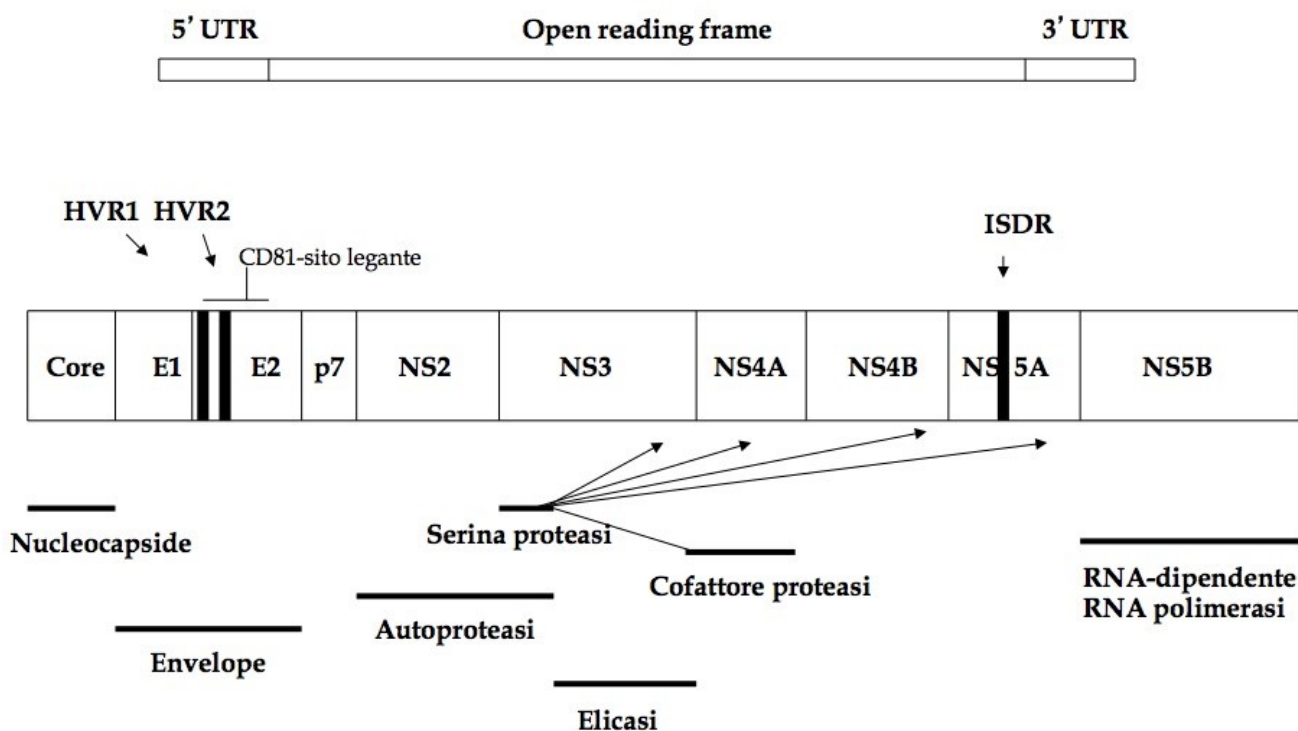 5’ UTR Open reading frame 3’ UTR
HVR1 HVR2
ISDR
CD81-sito legante
Core E1 E2 p7 NS2 NS3 NS4A NS4B NS 5A NS5B
Nucleocapside
Serina proteasi
Cofattore proteasi
RNA-dipendente
RNA polimerasi
Autoproteasi
Envelope
Elicasi